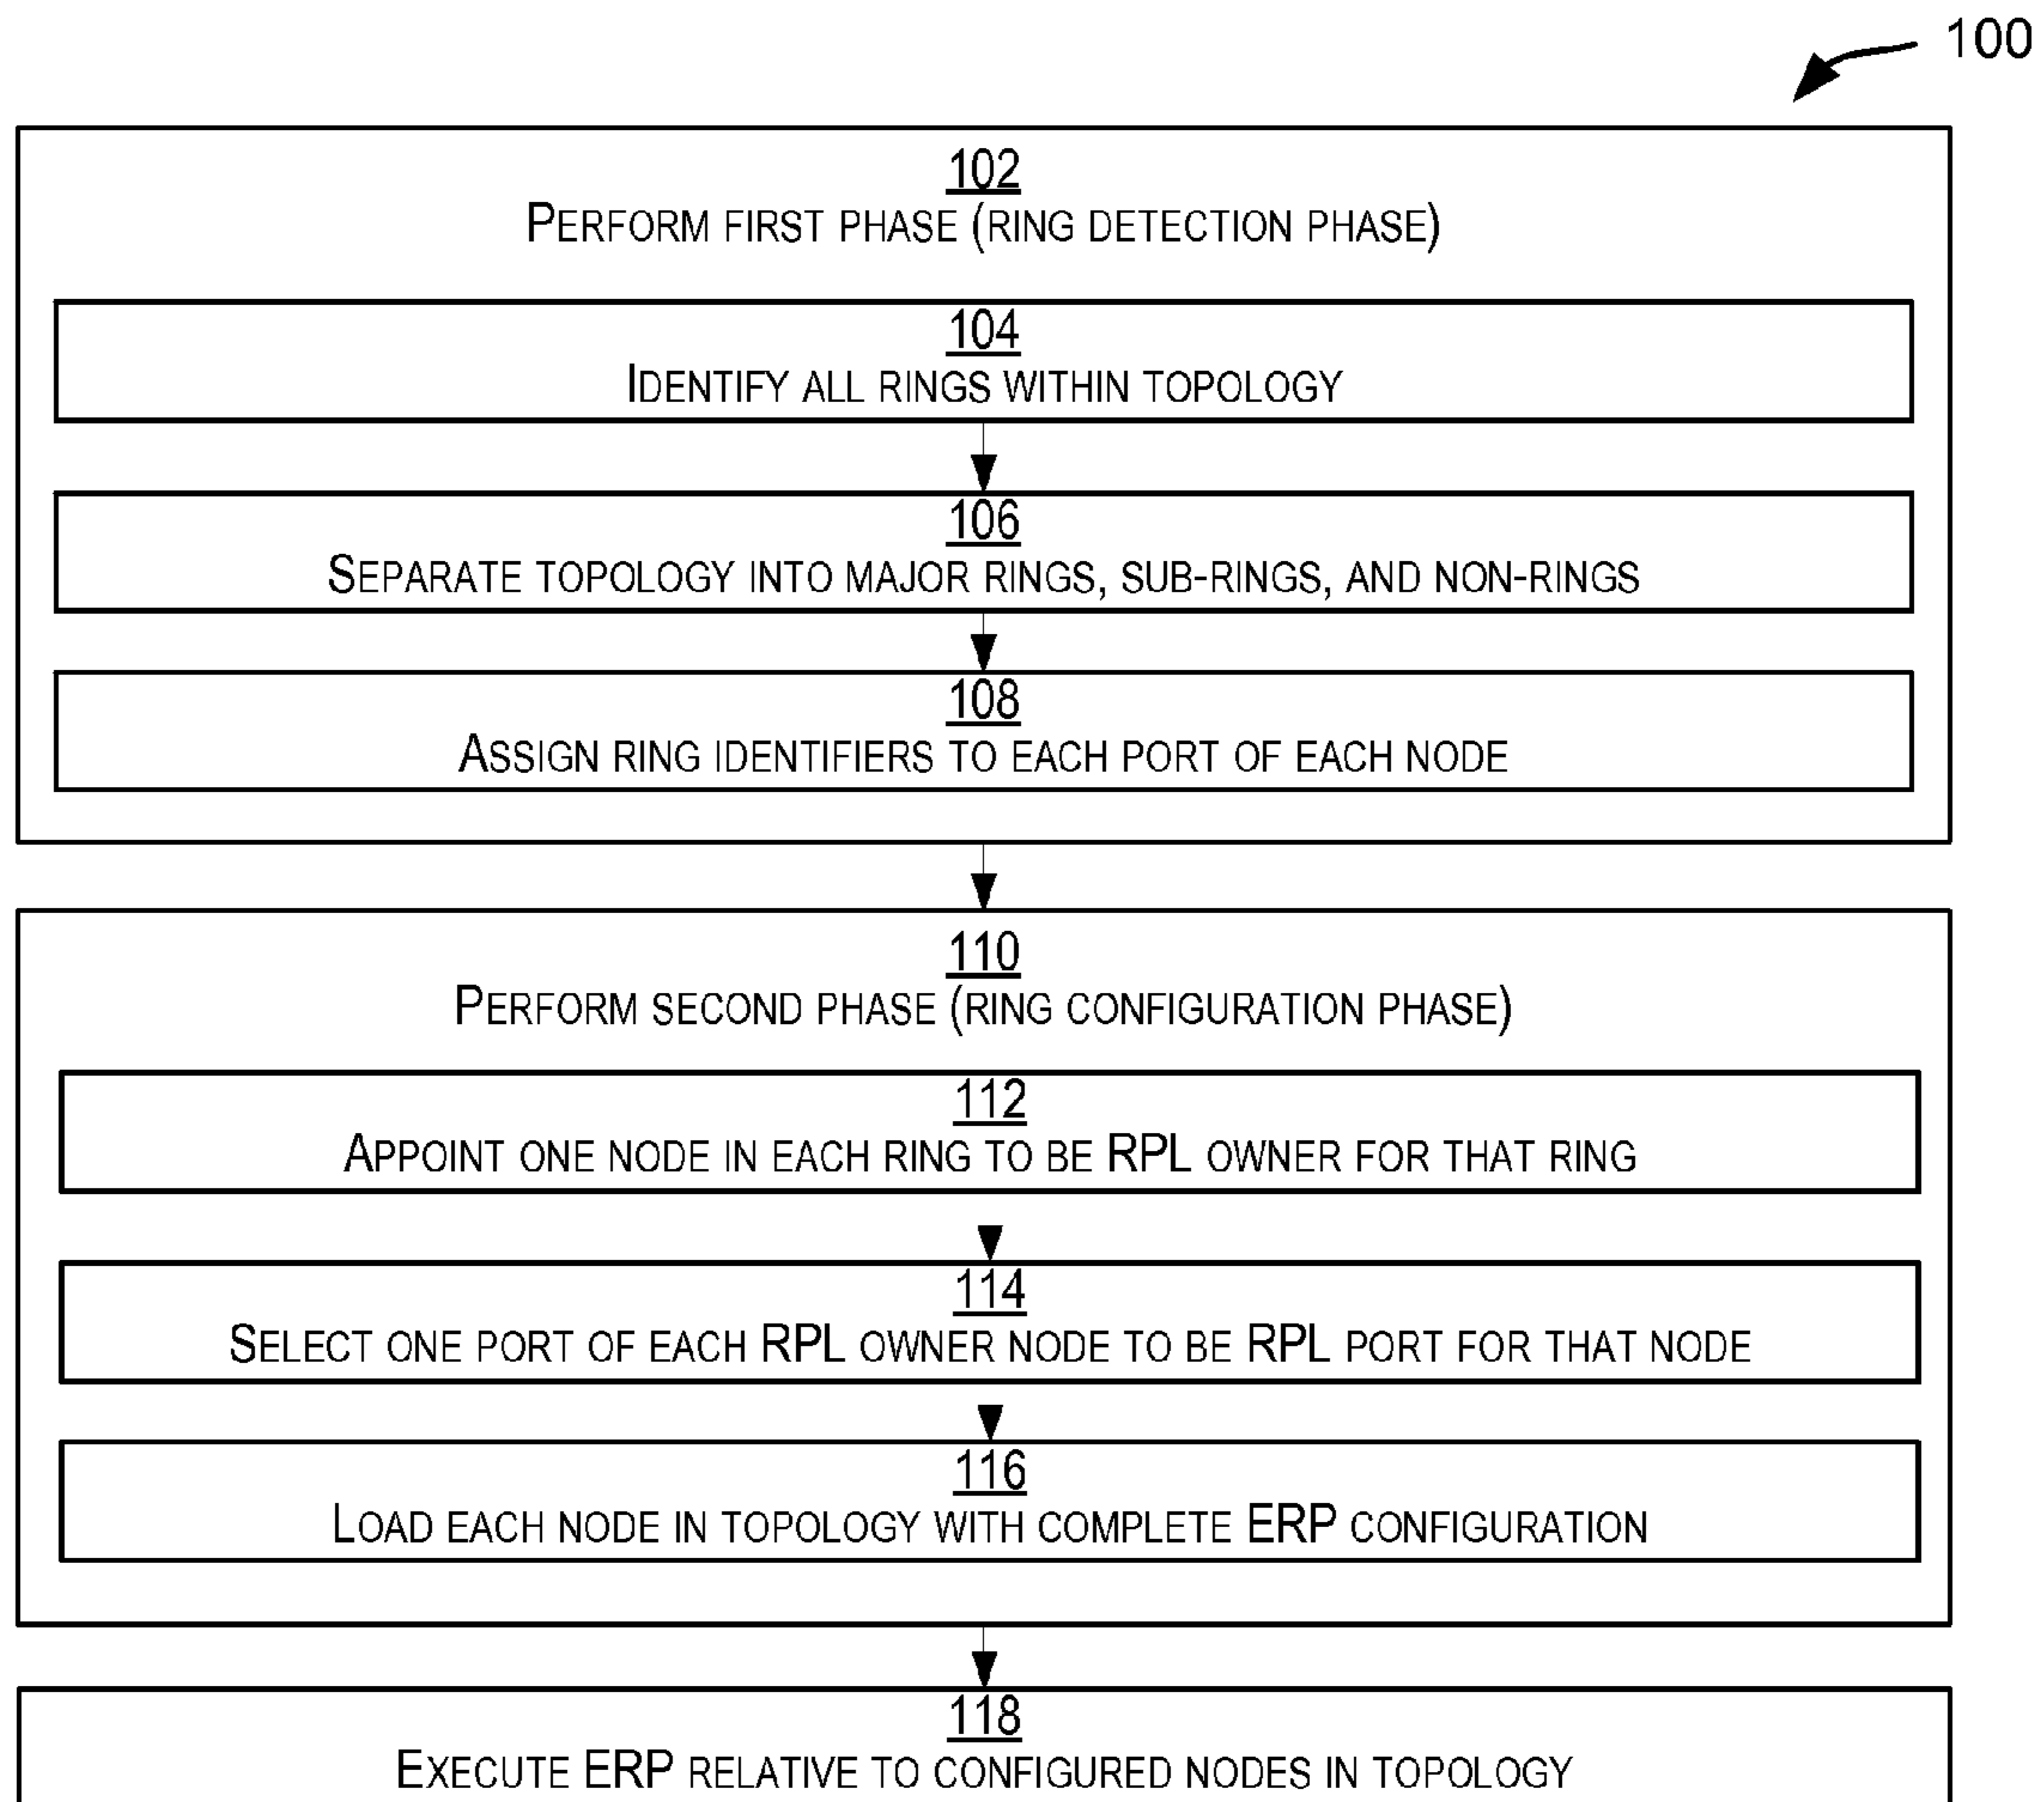 100
102
PERFORM FIRST PHASE (RING DETECTION PHASE)
104
IDENTIFY ALL RINGS WITHIN TOPOLOGY
106
SEPARATE TOPOLOGY INTO MAJOR RINGS, SUB-RINGS, AND NON-RINGS
108
ASSIGN RING IDENTIFIERS TO EACH PORT OF EACH NODE
110
PERFORM SECOND PHASE (RING CONFIGURATION PHASE)
112
APPOINT ONE NODE IN EACH RING TO BE RPL OWNER FOR THAT RING
114
SELECT ONE PORT OF EACH RPL OWNER NODE TO BE RPL PORT FOR THAT NODE
116
LOAD EACH NODE IN TOPOLOGY WITH COMPLETE ERP CONFIGURATION
118
EXECUTE ERP RELATIVE TO CONFIGURED NODES IN TOPOLOGY